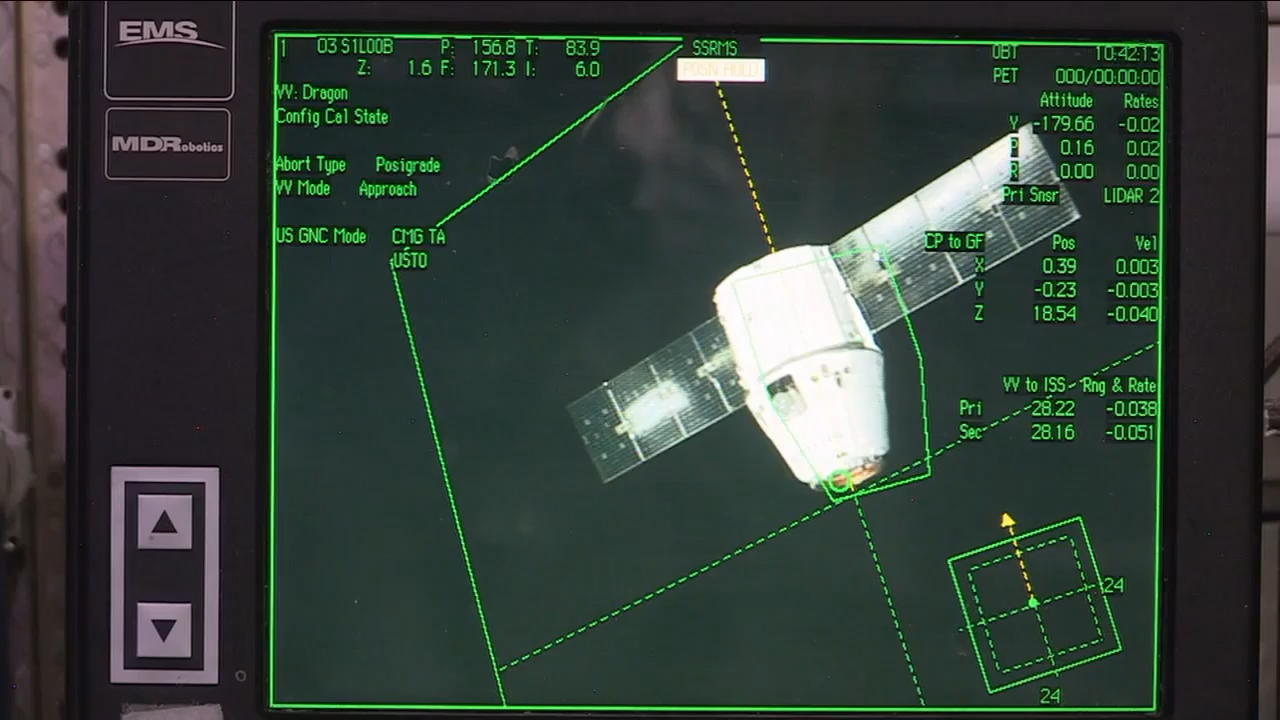 EMS
MDRobotics
1 03 S1L00B P: 156.8 T: 83.9
Z: 1.6 F: 171.3 I: 6.0
VV: Dragon
Config Cal State
Abort Type Posigrade
VV Mode Approach
US GNC Mode CMG TA
USTO
SSRMS
POSN HOLD
10:42:13
PET 000/00:00:00
Attitude Rates
Y -179.66 -0.02
P 0.16 0.02
R 0.00 0.00
Pri Snsr LIDAR 2
CP to GF Pos Vel
X 0.39 0.003
Y -0.23 -0.003
Z 18.54 -0.040
VV to ISS Rng & Rate
Pri 28.22 -0.038
Sec 28.16 -0.051
24
24